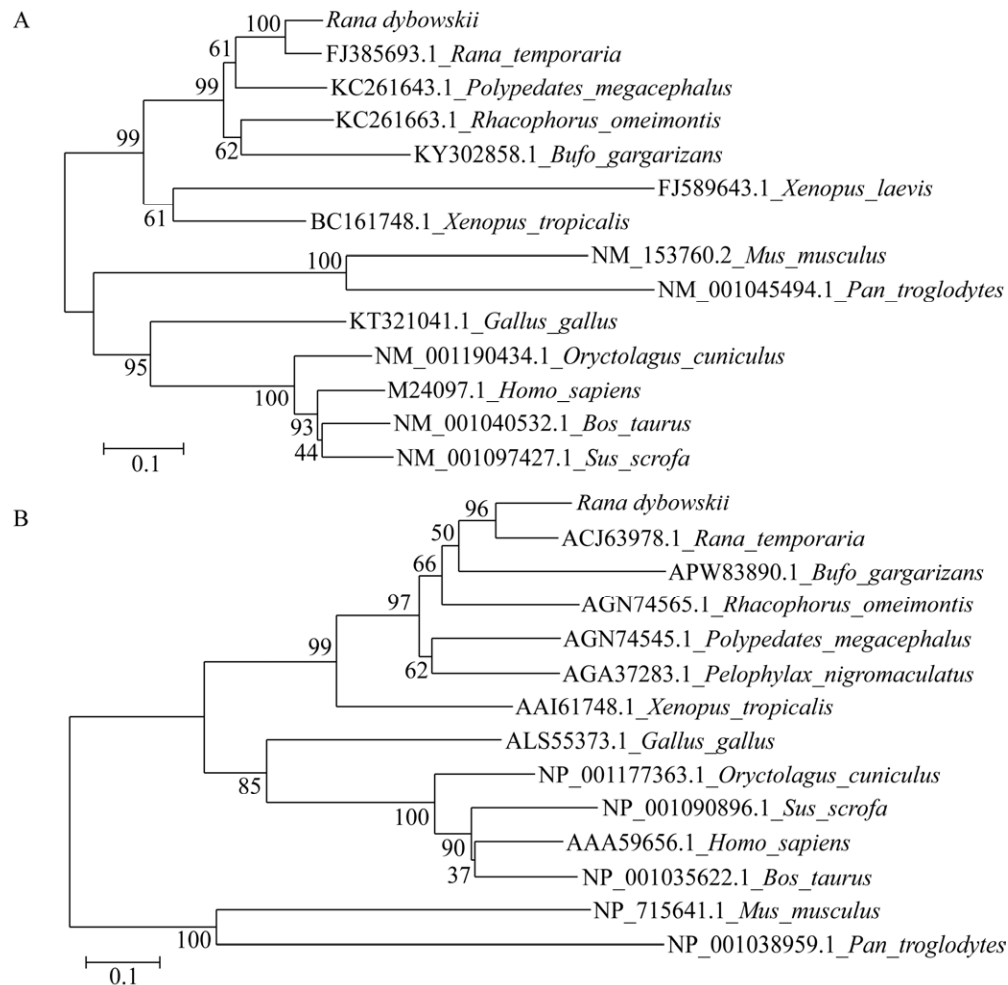 A
Rana dybowskii
100
FJ385693.1_Rana_temporaria
61
KC261643.1_Polypedates_megacephalus
99
KC261663.1_Rhacophorus_omeimontis
62
KY302858.1_Bufo_gargarizans
99
FJ589643.1_Xenopus_laevis
61
BC161748.1_Xenopus_tropicalis
NM_153760.2_Mus_musculus
100
NM_001045494.1_Pan_troglodytes
KT321041.1_Gallus_gallus
95
NM_001190434.1_Oryctolagus_cuniculus
100
M24097.1_Homo_sapiens
93
NM_001040532.1_Bos_taurus
44
NM_001097427.1_Sus_scrofa
0.1
B
Rana dybowskii
96
ACJ63978.1_Rana_temporaria
50
APW83890.1_Bufo_gargarizans
66
AGN74565.1_Rhacophorus_omeimontis
97
AGN74545.1_Polypedates_megacephalus
62
AGA37283.1_Pelophylax_nigromaculatus
99
AAI61748.1_Xenopus_tropicalis
ALS55373.1_Gallus_gallus
85
NP_001177363.1_Oryctolagus_cuniculus
100
NP_001090896.1_Sus_scrofa
90
AAA59656.1_Homo_sapiens
37
NP_001035622.1_Bos_taurus
NP_715641.1_Mus_musculus
100
NP_001038959.1_Pan_troglodytes
0.1